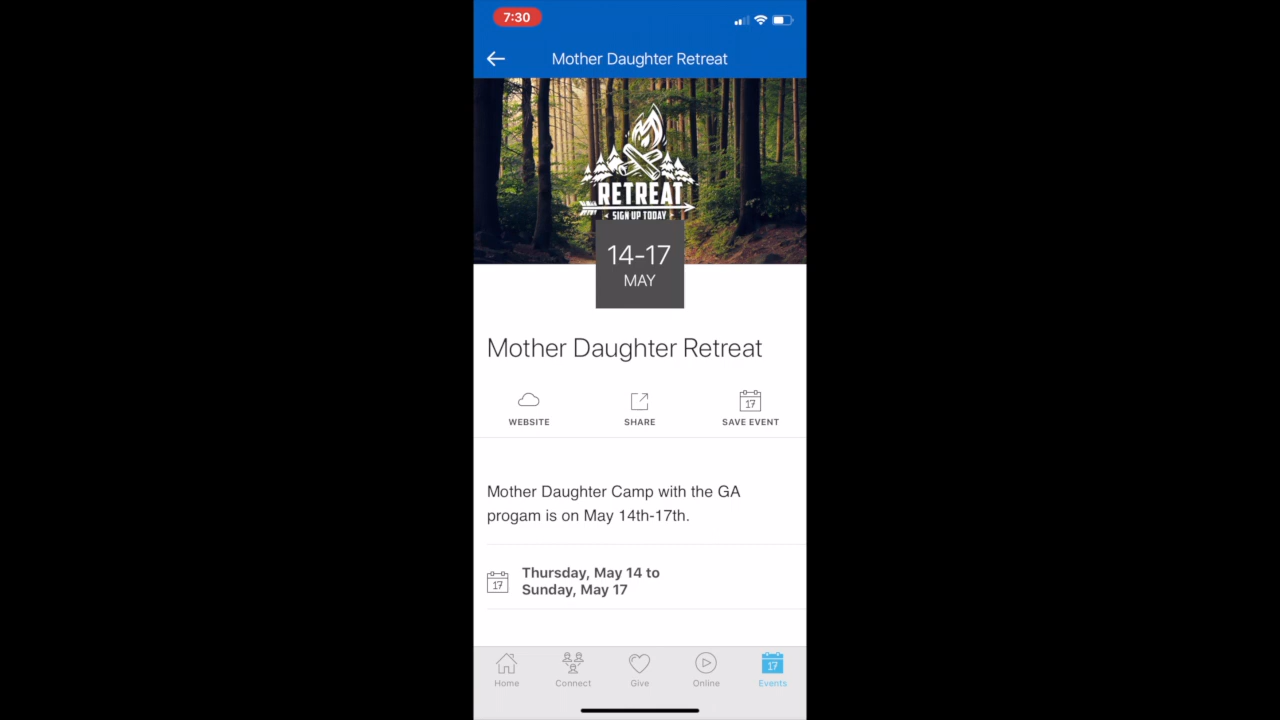 7:30
Mother Daughter Retreat
RETREAT
SIGN UP TODAY
14-17
MAY
Mother Daughter Retreat
17
WEBSITE
SHARE
SAVE EVENT
Mother Daughter Camp with the GA
progam is on May 14th-17th.
17
Thursday, May 14 to
Sunday, May 17
17
Home
Connect
Give
Online
Events